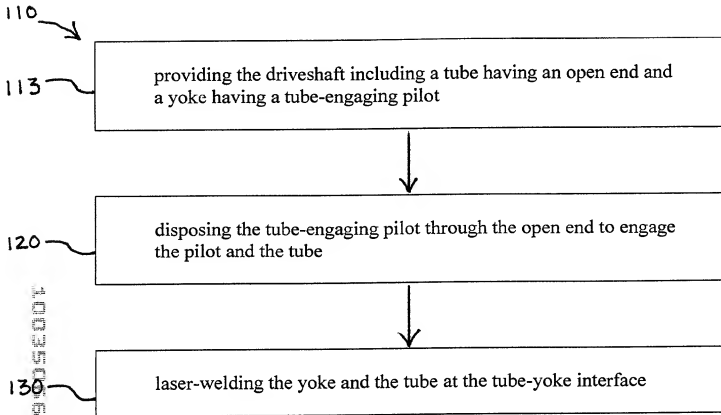 110
113
providing the driveshaft including a tube having an open end and
a yoke having a tube-engaging pilot
120
disposing the tube-engaging pilot through the open end to engage
the pilot and the tube
130
laser-welding the yoke and the tube at the tube-yoke interface